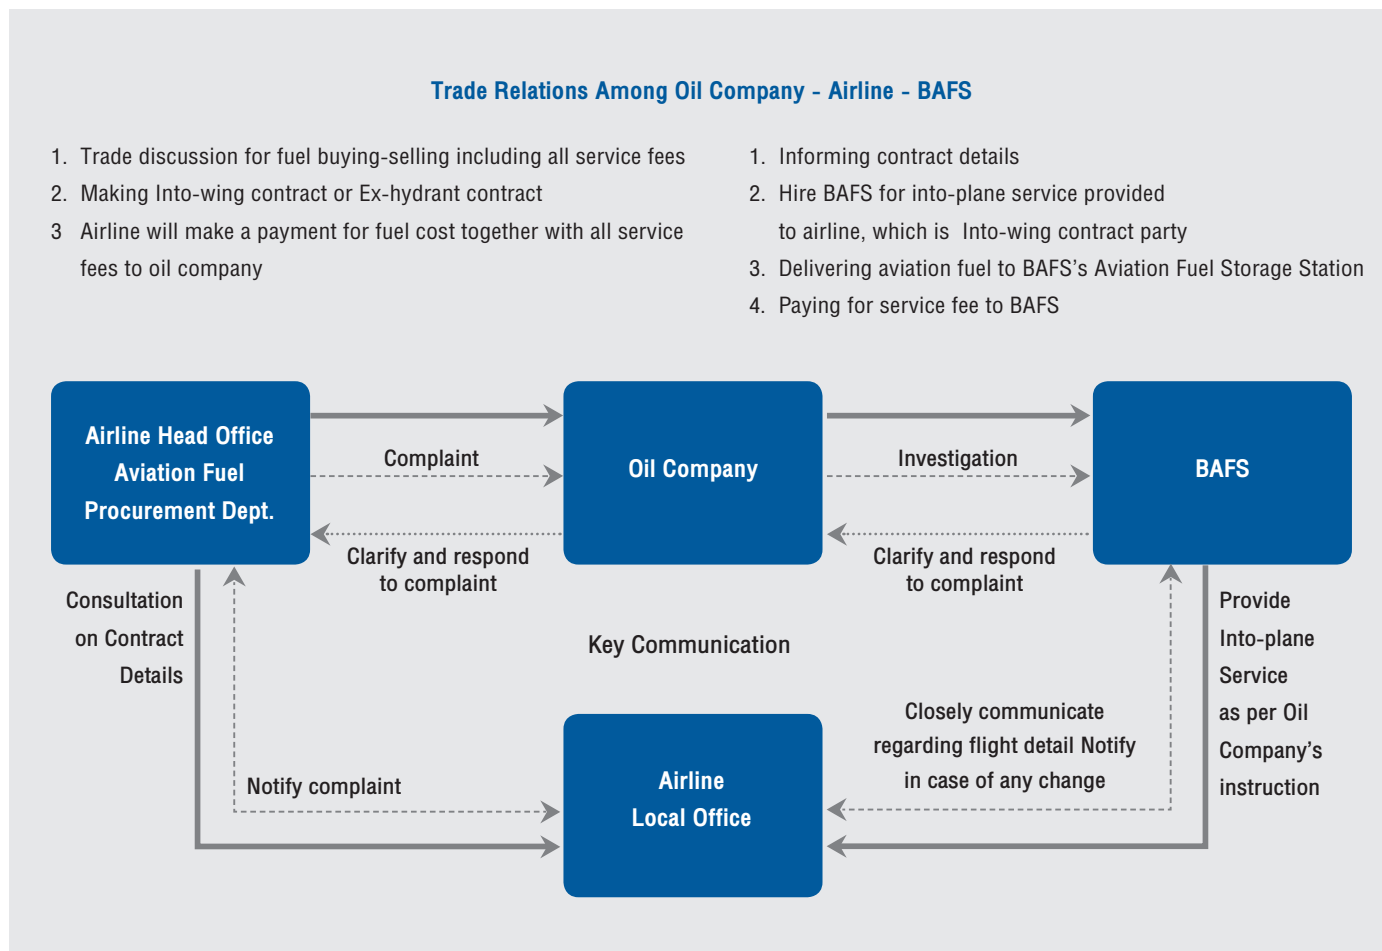 Trade Relations Among Oil Company - Airline - BAFS
1. Trade discussion for fuel buying-selling including all service fees
2. Making Into-wing contract or Ex-hydrant contract
3 Airline will make a payment for fuel cost together with all service
fees to oil company
1. Informing contract details
2. Hire BAFS for into-plane service provided
to airline, which is Into-wing contract party
3. Delivering aviation fuel to BAFS's Aviation Fuel Storage Station
4. Paying for service fee to BAFS
Airline Head Office
Aviation Fuel
Procurement Dept.
Complaint
Oil Company
Investigation
BAFS
Clarify and respond
to complaint
Clarify and respond
to complaint
Consultation
on Contract
Details
Key Communication
Provide
Into-plane
Service
as per Oil
Company's
instruction
Closely communicate
regarding flight detail Notify
in case of any change
Notify complaint
Airline
Local Office